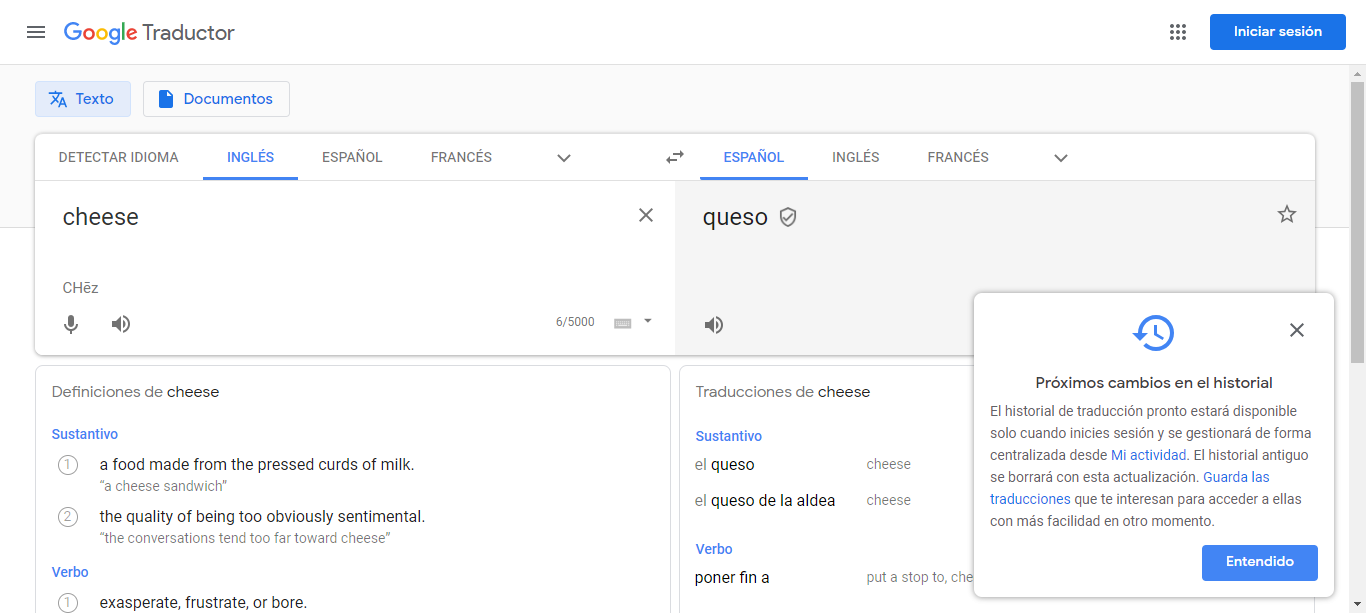 Google Traductor
Iniciar sesión
Texto
Documentos
DETECTAR IDIOMA INGLÉS ESPAÑOL FRANCÉS
ESPAÑOL INGLÉS FRANCÉS
cheese
queso
CHēz
6/5000
Definiciones de cheese
Sustantivo
1 a food made from the pressed curds of milk.
“a cheese sandwich”
2 the quality of being too obviously sentimental.
“the conversations tend too far toward cheese”
Verbo
1 exasperate, frustrate, or bore.
Traducciones de cheese
Sustantivo
el queso cheese
el queso de la aldea cheese
Verbo
poner fin a put a stop to, che
Próximos cambios en el historial
El historial de traducción pronto estará disponible
solo cuando inicies sesión y se gestionará de forma
centralizada desde Mi actividad. El historial antiguo
se borrará con esta actualización. Guarda las
traducciones que te interesan para acceder a ellas
con más facilidad en otro momento.
Entendido